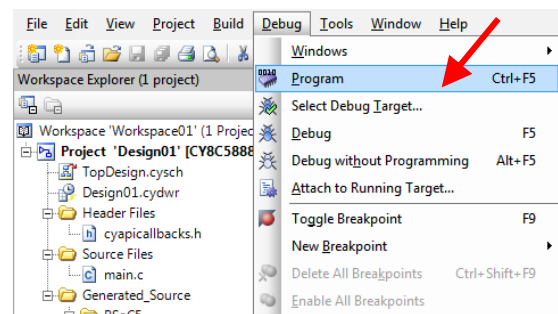 File Edit View Project Build Debug Tools Window Help
Windows
Workspace Explorer (1 project)
0010
Program Ctrl+F5
Select Debug Target...
Workspace 'Workspace01' (1 Projec
Debug F5
Project 'Design01' [CY8C5888
Debug without Programming Alt+F5
TopDesign.cysch
Attach to Running Target...
Design01.cydwr
Header Files
Toggle Breakpoint F9
cyapicallbacks.h
New Breakpoint
Source Files
main.c
Delete All Breakpoints Ctrl+Shift+F9
Generated_Source
Enable All Breakpoints